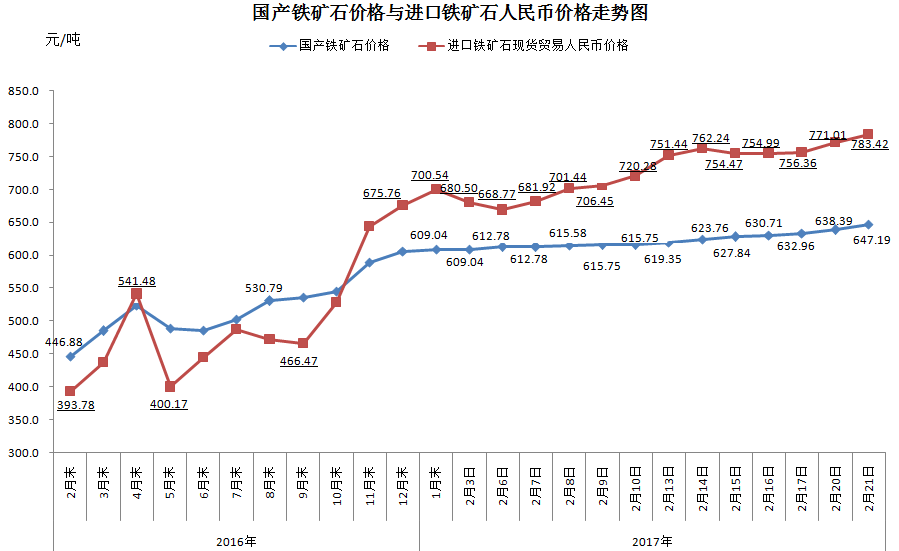 国产铁矿石价格与进口铁矿石人民币价格走势图
元/吨
国产铁矿石价格 进口铁矿石现货贸易人民币价格
850.0
800.0
750.0
700.0
650.0
600.0
550.0
500.0
450.0
400.0
350.0
300.0
446.88
530.79
609.04
609.04
612.78
612.78
615.58
615.75
615.75
619.35
623.76
627.84
630.71
632.96
638.39
647.19
393.78
541.48
400.17
466.47
675.76
700.54
680.50
668.77
681.92
701.44
706.45
720.28
751.44
762.24
754.47
754.99
756.36
771.01
783.42
2月末
3月末
4月末
5月末
6月末
7月末
8月末
9月末
10月末
11月末
12月末
1月末
2月3日
2月6日
2月7日
2月8日
2月9日
2月10日
2月13日
2月14日
2月15日
2月16日
2月17日
2月20日
2月21日
2016年 2017年